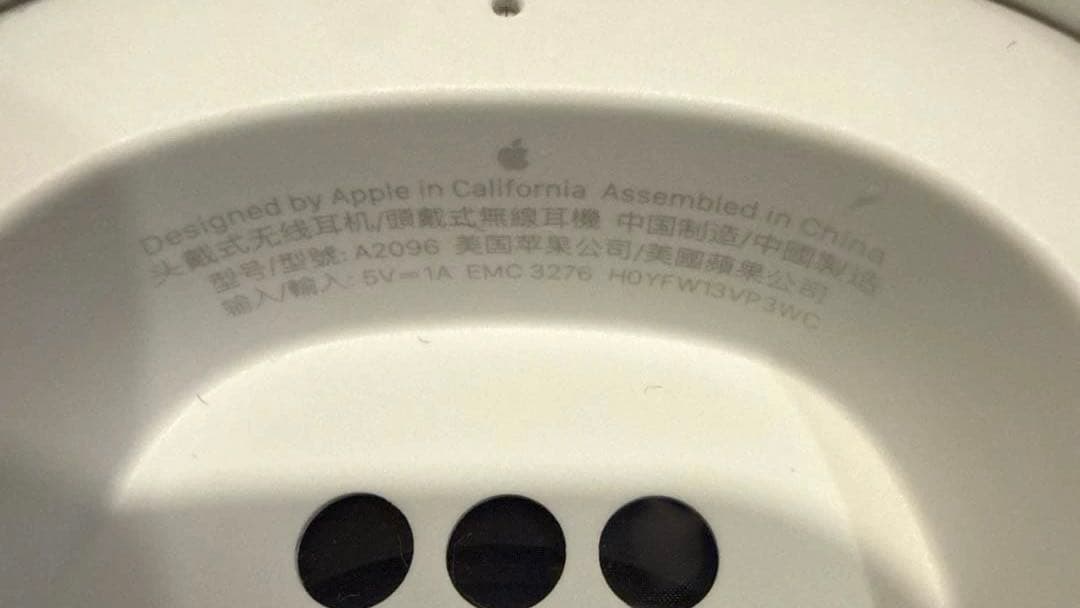 Designed by Apple in California Assembled in China
头戴式无线耳机/頭戴式無線耳機 中国制造/中國製造
型号/型號: A2096 美国苹果公司/美國蘋果公司
输入/輸入: 5V⎓1A EMC 3276 H0YFW13VP3WC